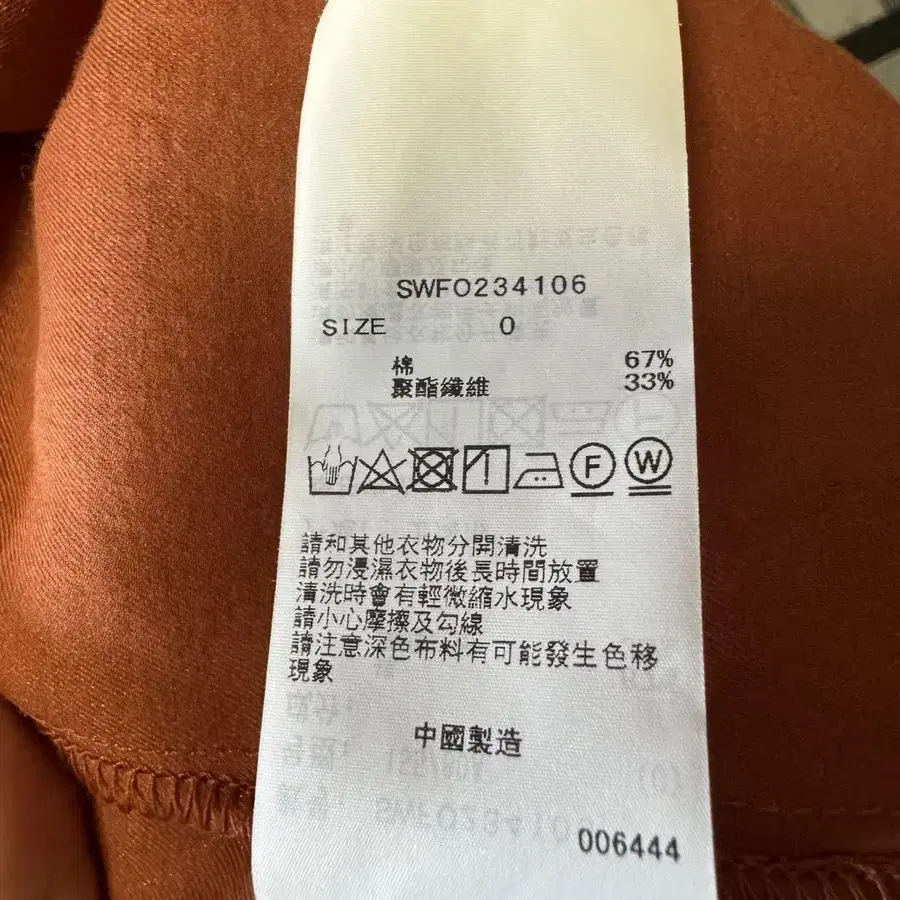 SWFO234106
SIZE 0
棉 67%
聚酯纖維 33%
F W
請和其他衣物分開清洗
請勿浸濕衣物後長時間放置
清洗時會有輕微縮水現象
請小心摩擦及勾線
請注意深色布料有可能發生色移
現象
中國製造
006444